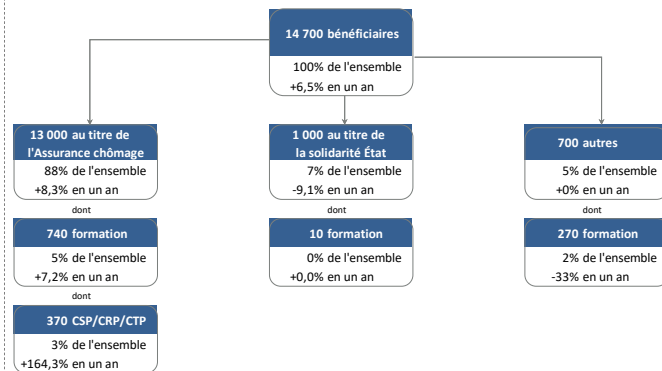 14 700 bénéficiaires
100% de l'ensemble
+6,5% en un an
13 000 au titre de
l'Assurance chômage
88% de l'ensemble
+8,3% en un an
dont
740 formation
5% de l'ensemble
+7,2% en un an
dont
370 CSP/CRP/CTP
3% de l'ensemble
+164,3% en un an
1 000 au titre de
la solidarité État
7% de l'ensemble
-9,1% en un an
dont
10 formation
0% de l'ensemble
+0,0% en un an
700 autres
5% de l'ensemble
+0% en un an
dont
270 formation
2% de l'ensemble
-33% en un an